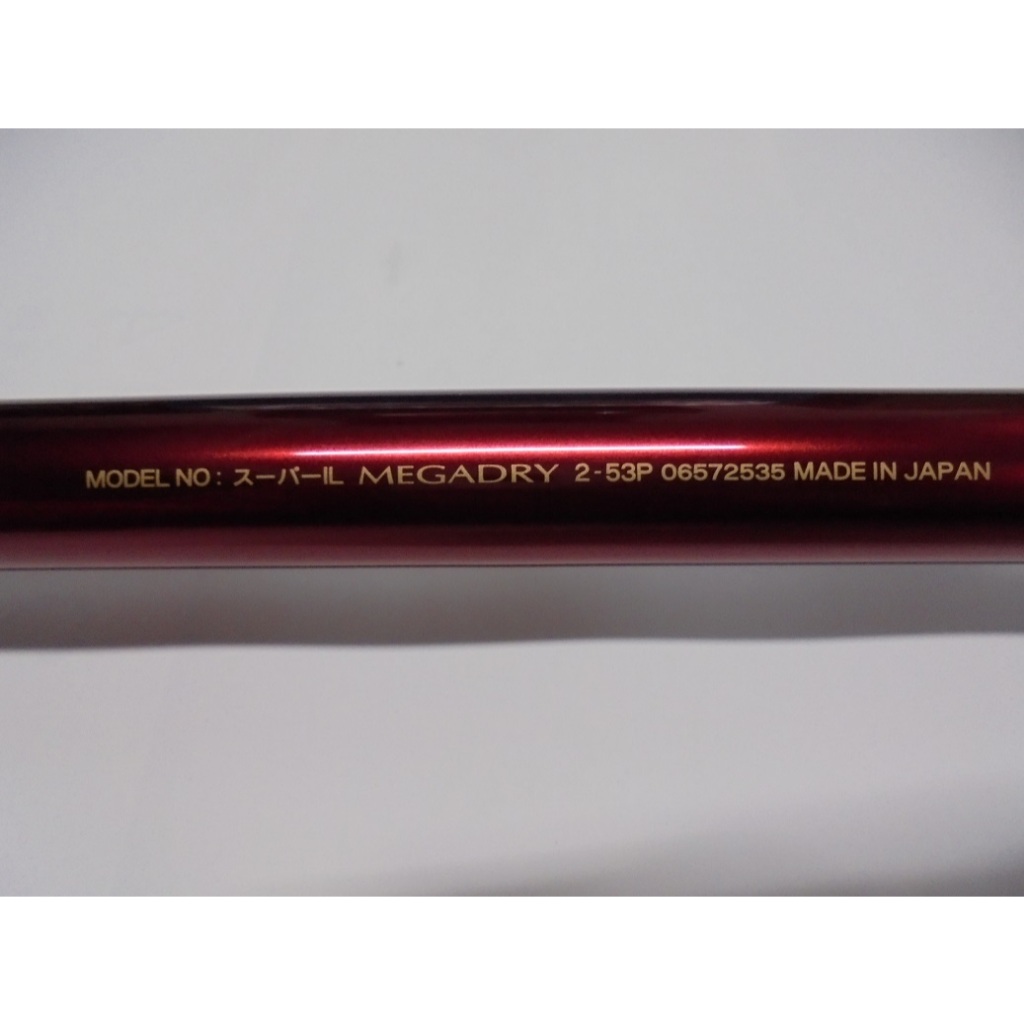 MODEL NO : スーパーIL MEGADRY 2-53P 06572535 MADE IN JAPAN